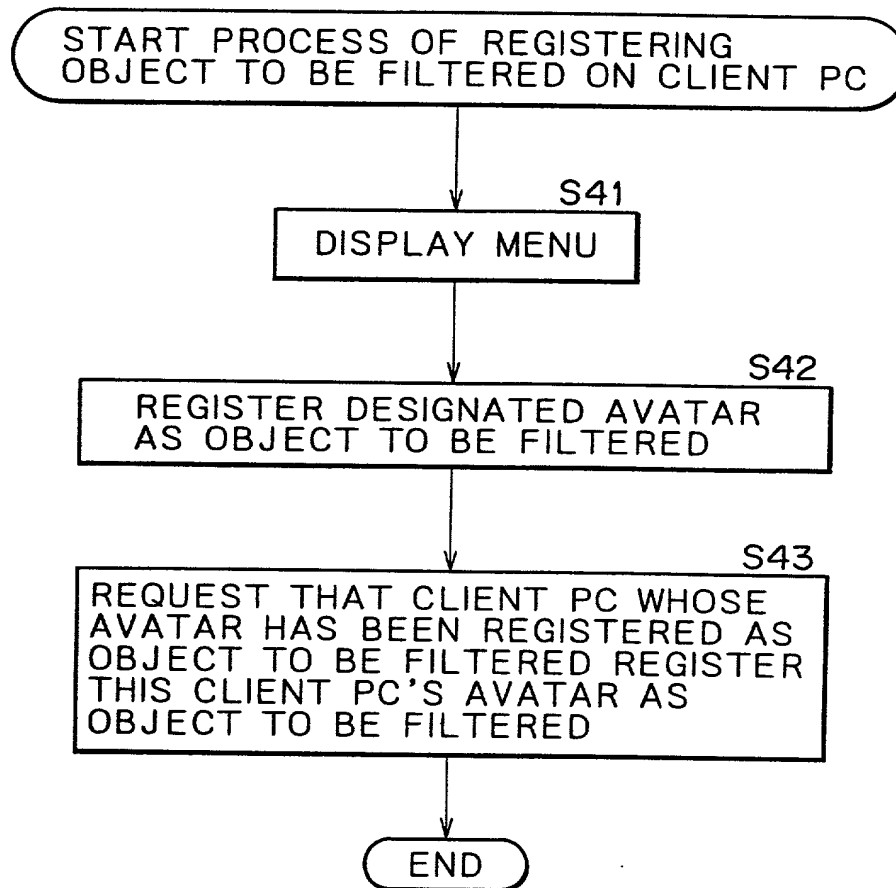 START PROCESS OF REGISTERING
OBJECT TO BE FILTERED ON CLIENT PC
S41
DISPLAY MENU
S42
REGISTER DESIGNATED AVATAR
AS OBJECT TO BE FILTERED
S43
REQUEST THAT CLIENT PC WHOSE
AVATAR HAS BEEN REGISTERED AS
OBJECT TO BE FILTERED REGISTER
THIS CLIENT PC'S AVATAR AS
OBJECT TO BE FILTERED
END